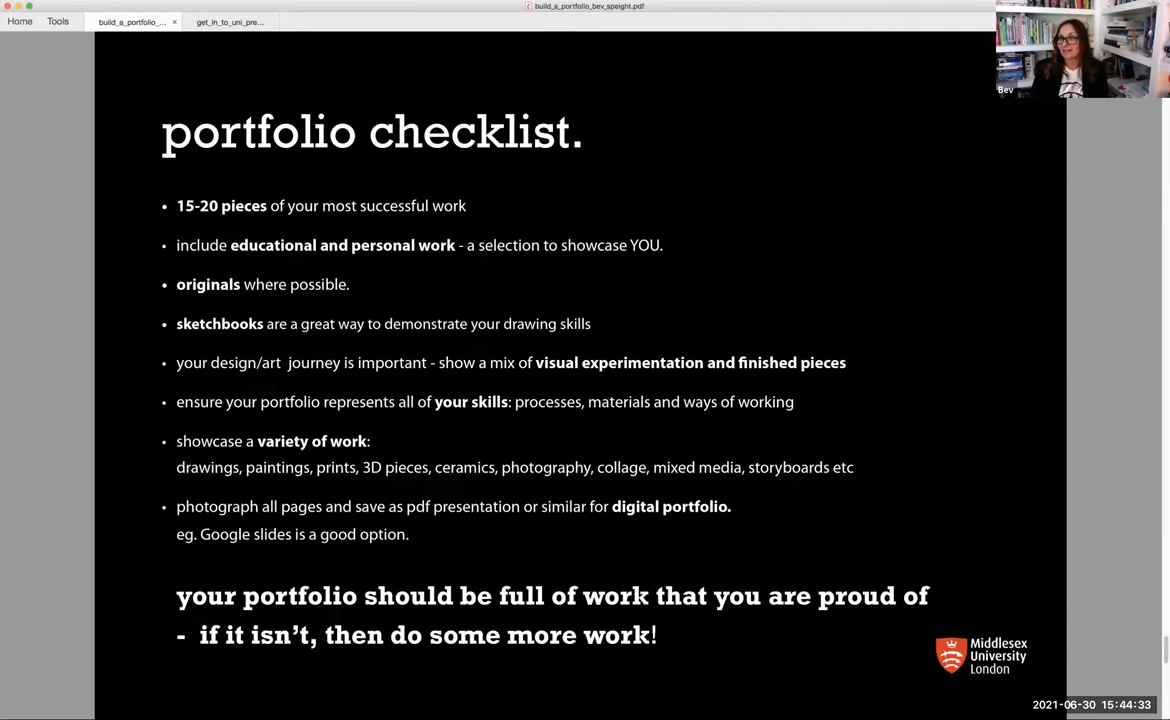 build_a_portfolio_bev_speight.pdf
Home Tools build_a_portfolio_... × get_in_to_uni_pre...
Bev
portfolio checklist.
• 15-20 pieces of your most successful work
• include educational and personal work - a selection to showcase YOU.
• originals where possible.
• sketchbooks are a great way to demonstrate your drawing skills
• your design/art journey is important - show a mix of visual experimentation and finished pieces
• ensure your portfolio represents all of your skills: processes, materials and ways of working
• showcase a variety of work:
drawings, paintings, prints, 3D pieces, ceramics, photography, collage, mixed media, storyboards etc
• photograph all pages and save as pdf presentation or similar for digital portfolio.
eg. Google slides is a good option.
your portfolio should be full of work that you are proud of
- if it isn't, then do some more work!
Middlesex
University
London
2021-06-30 15:44:33